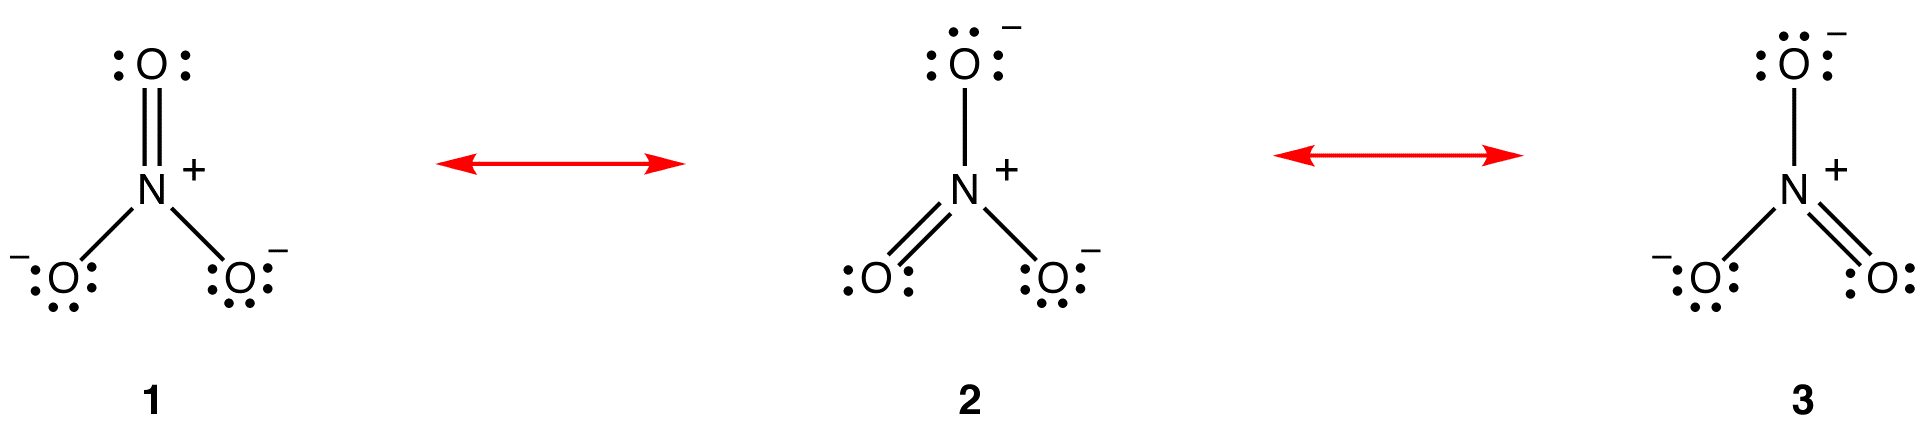 O O − O −
N + N + N +
− O O − O O − − O O
1 2 3